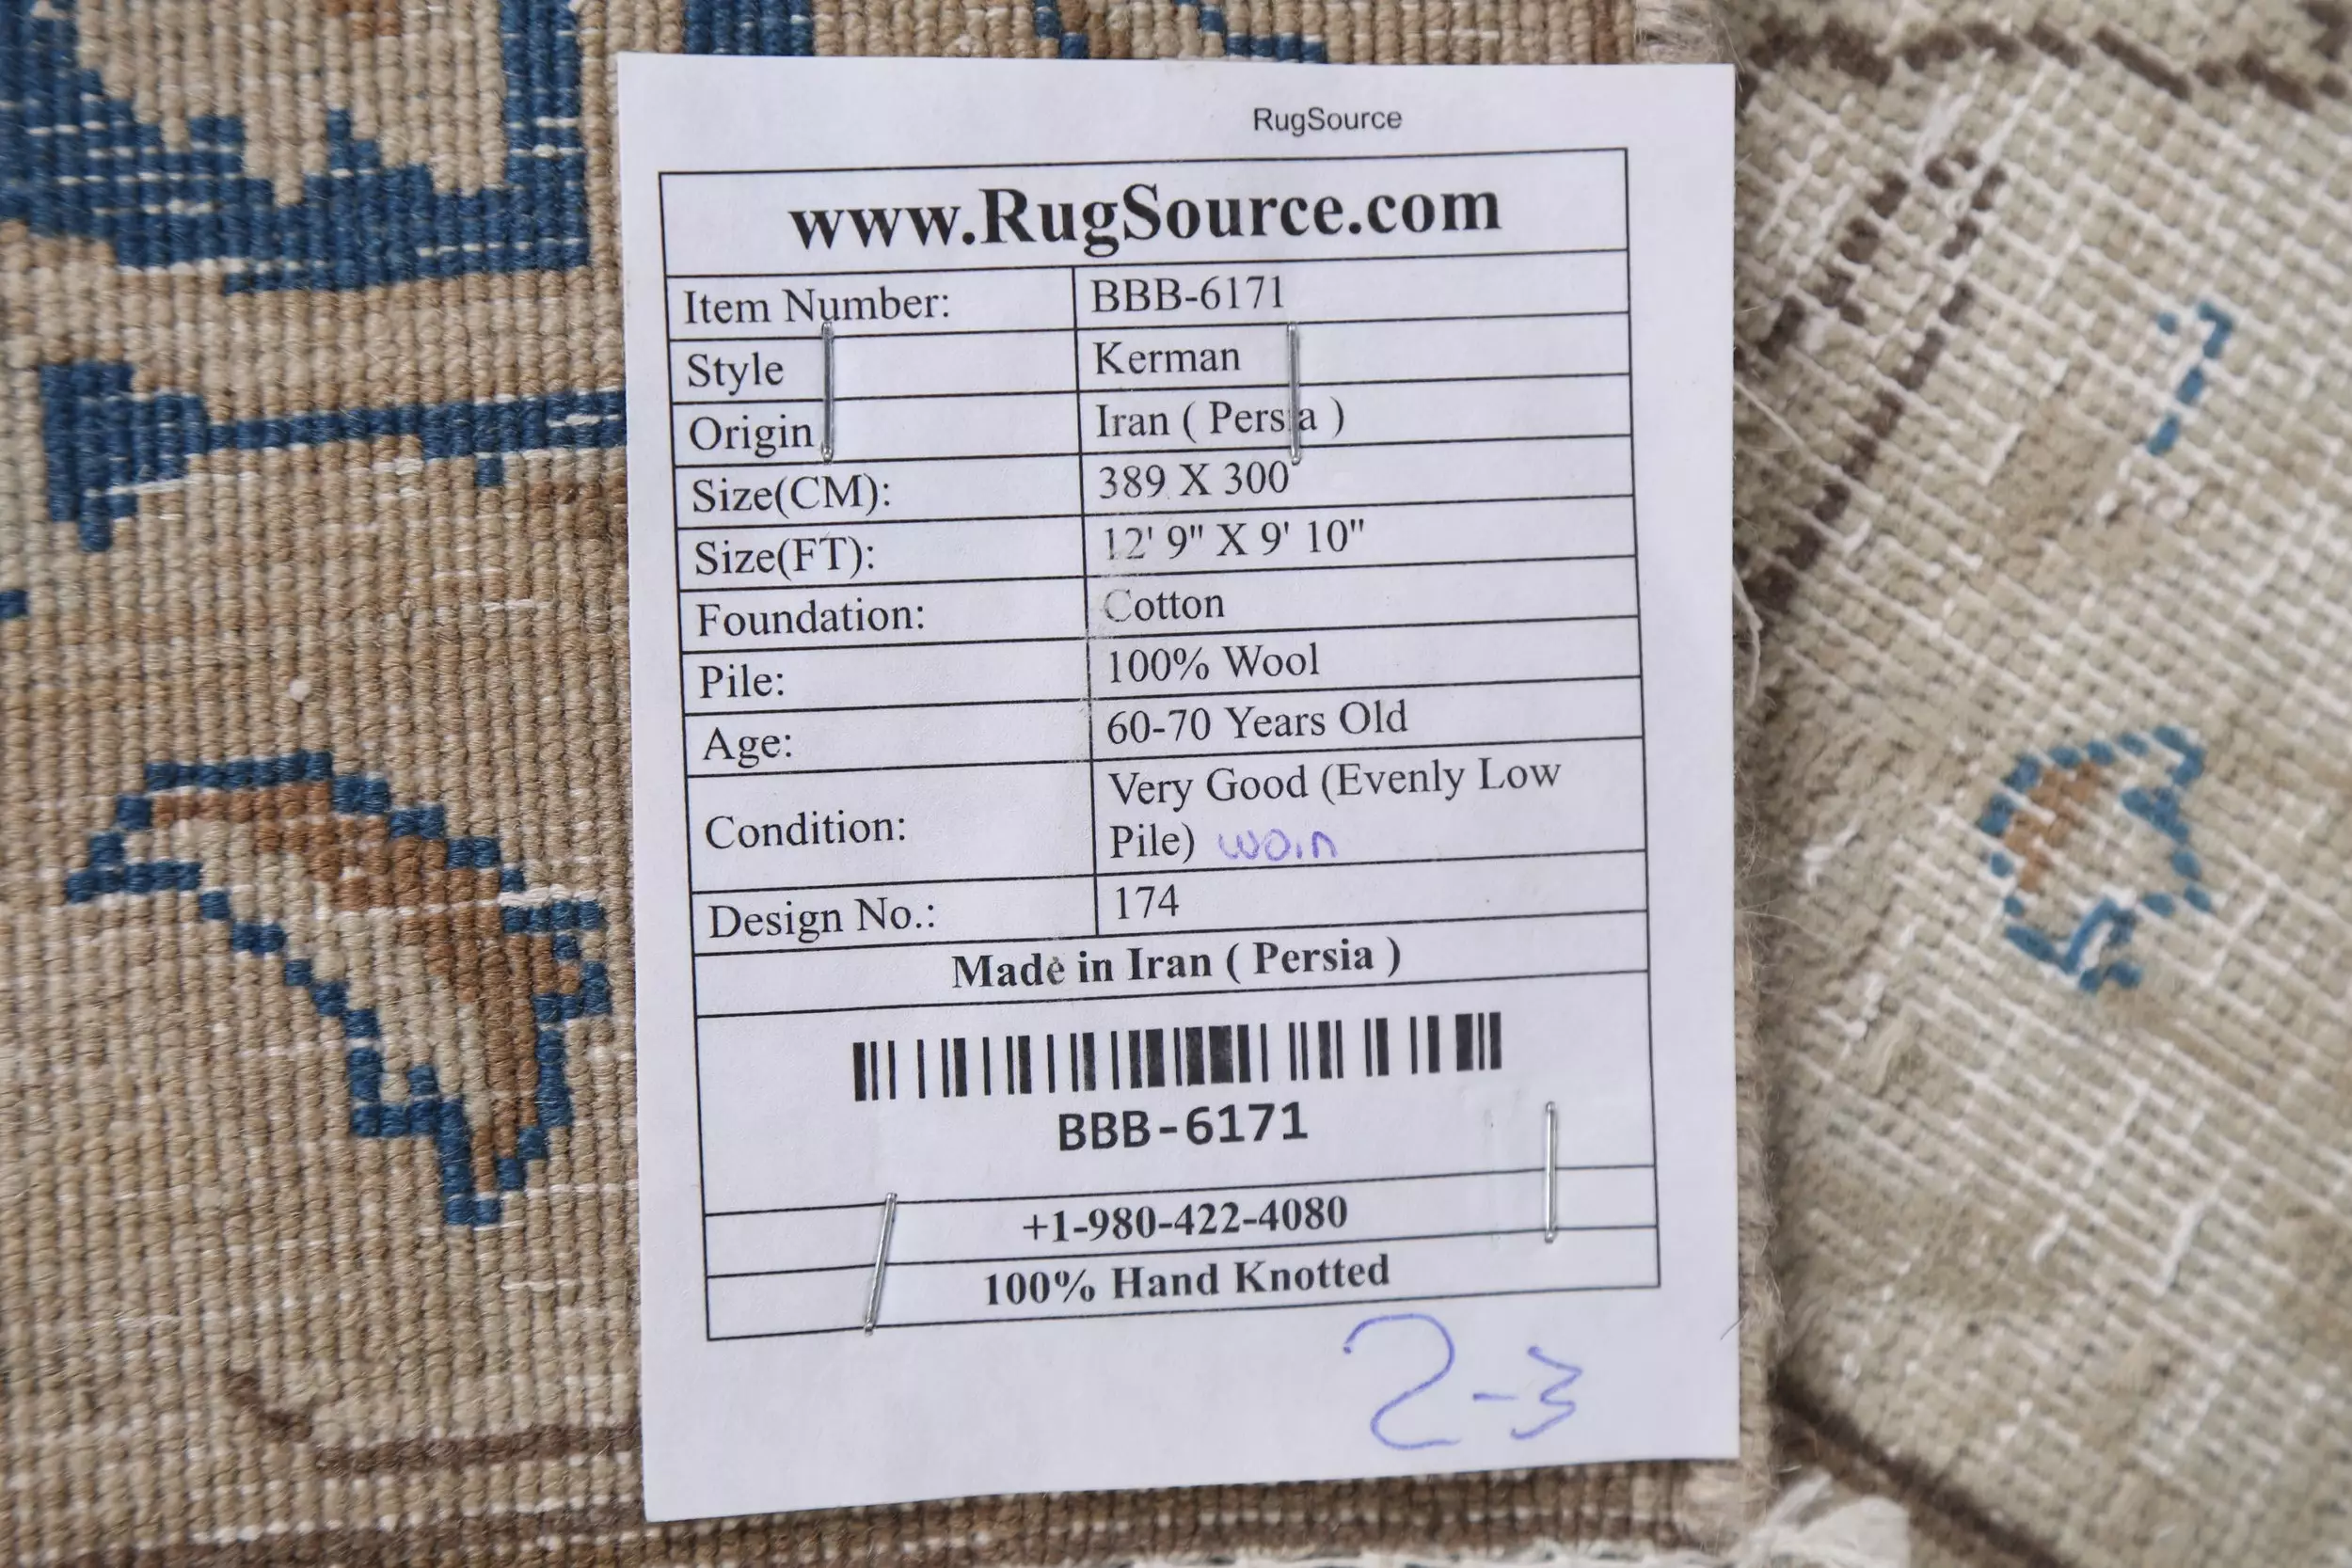 RugSource
www.RugSource.com
Item Number: BBB-6171
Style Kerman
Origin Iran ( Persia )
Size(CM): 389 X 300
Size(FT): 12' 9" X 9' 10"
Foundation: Cotton
Pile: 100% Wool
Age: 60-70 Years Old
Condition: Very Good (Evenly Low
Pile)
Design No.: 174
Made in Iran ( Persia )
BBB-6171
+1-980-422-4080
100% Hand Knotted
2-3